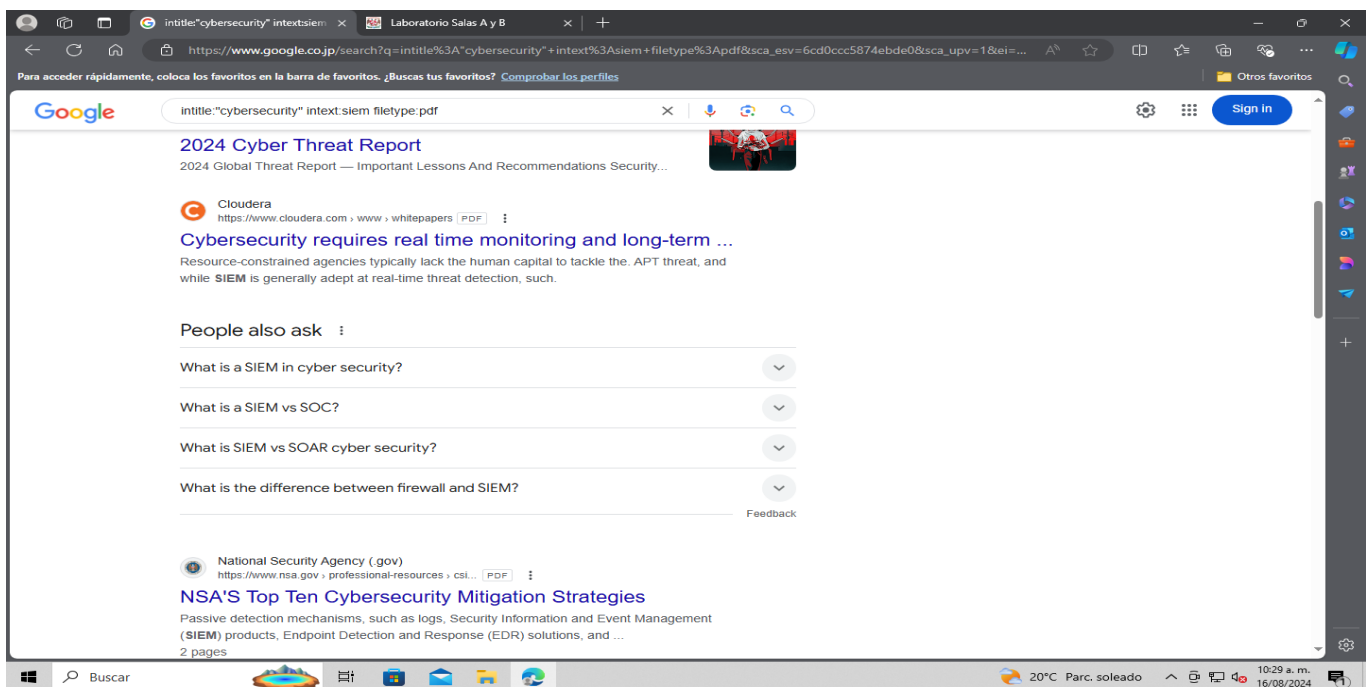 intitle:"cybersecurity" intext:siem
Laboratorio Salas A y B
https://www.google.co.jp/search?q=intitle%3A"cybersecurity"+intext%3Asiem+filetype%3Apdf&sca_esv=6cd0ccc5874ebde0&sca_upv=1&ei=...
Para acceder rápidamente, coloca los favoritos en la barra de favoritos. ¿Buscas tus favoritos? Comprobar los perfiles
Otros favoritos
Google
intitle:"cybersecurity" intext:siem filetype:pdf
Sign in
2024 Cyber Threat Report
2024 Global Threat Report — Important Lessons And Recommendations Security...
Cloudera
https://www.cloudera.com › www › whitepapers PDF
Cybersecurity requires real time monitoring and long-term ...
Resource-constrained agencies typically lack the human capital to tackle the. APT threat, and
while SIEM is generally adept at real-time threat detection, such.
People also ask
What is a SIEM in cyber security?
What is a SIEM vs SOC?
What is SIEM vs SOAR cyber security?
What is the difference between firewall and SIEM?
Feedback
National Security Agency (.gov)
https://www.nsa.gov › professional-resources › csi... PDF
NSA'S Top Ten Cybersecurity Mitigation Strategies
Passive detection mechanisms, such as logs, Security Information and Event Management
(SIEM) products, Endpoint Detection and Response (EDR) solutions, and ...
2 pages
Buscar
20°C Parc. soleado
10:29 a. m.
16/08/2024